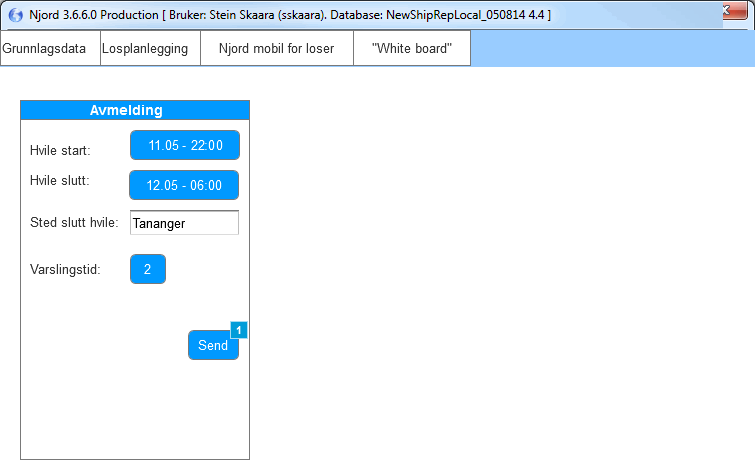 Njord 3.6.6.0 Production [ Bruker: Stein Skaara (sskaara). Database: NewShipRepLocal_050814 4.4 ]
Grunnlagsdata Losplanlegging Njord mobil for loser "White board"
Avmelding
Hvile start: 11.05 - 22:00
Hvile slutt: 12.05 - 06:00
Sted slutt hvile: Tananger
Varslingstid: 2
1
Send